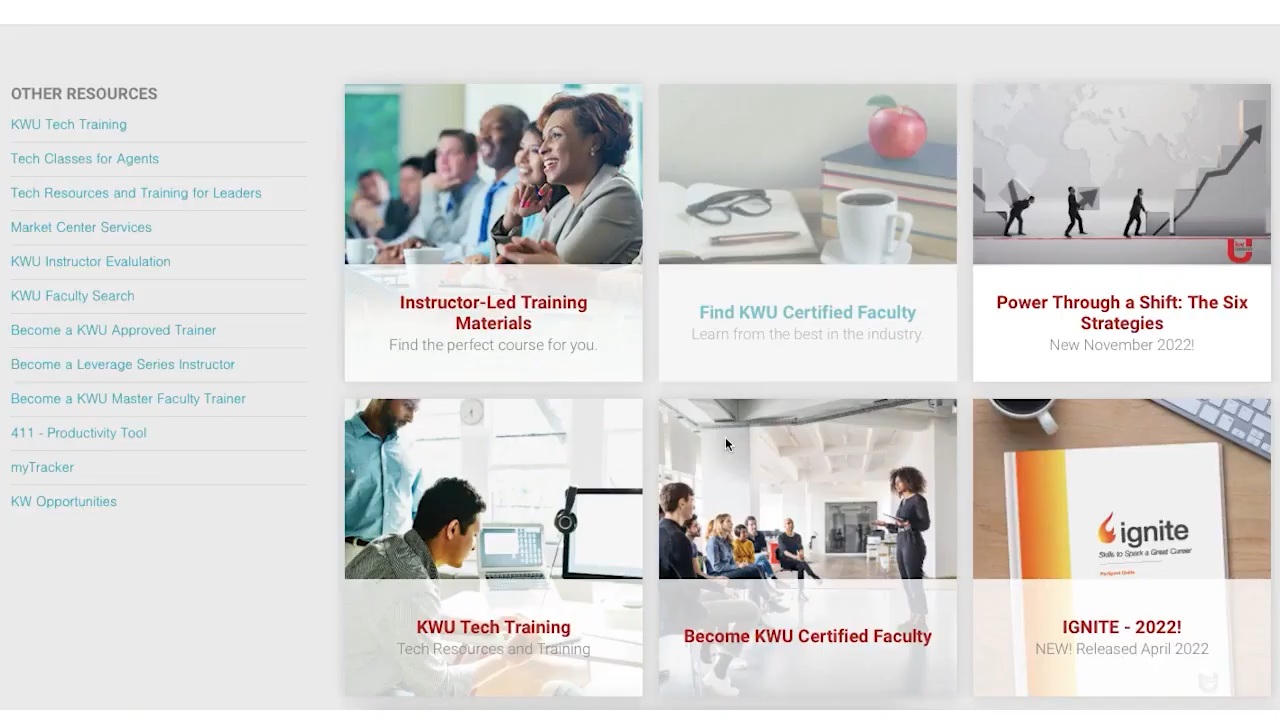 OTHER RESOURCES
KWU Tech Training
Tech Classes for Agents
Tech Resources and Training for Leaders
Market Center Services
KWU Instructor Evalulation
KWU Faculty Search
Become a KWU Approved Trainer
Become a Leverage Series Instructor
Become a KWU Master Faculty Trainer
411 - Productivity Tool
myTracker
KW Opportunities
Instructor-Led Training
Materials
Find the perfect course for you.
Find KWU Certified Faculty
Learn from the best in the industry.
Power Through a Shift: The Six
Strategies
New November 2022!
KWU Tech Training
Tech Resources and Training
Become KWU Certified Faculty
ignite
Skills to Spark a Great Career
IGNITE - 2022!
NEW! Released April 2022